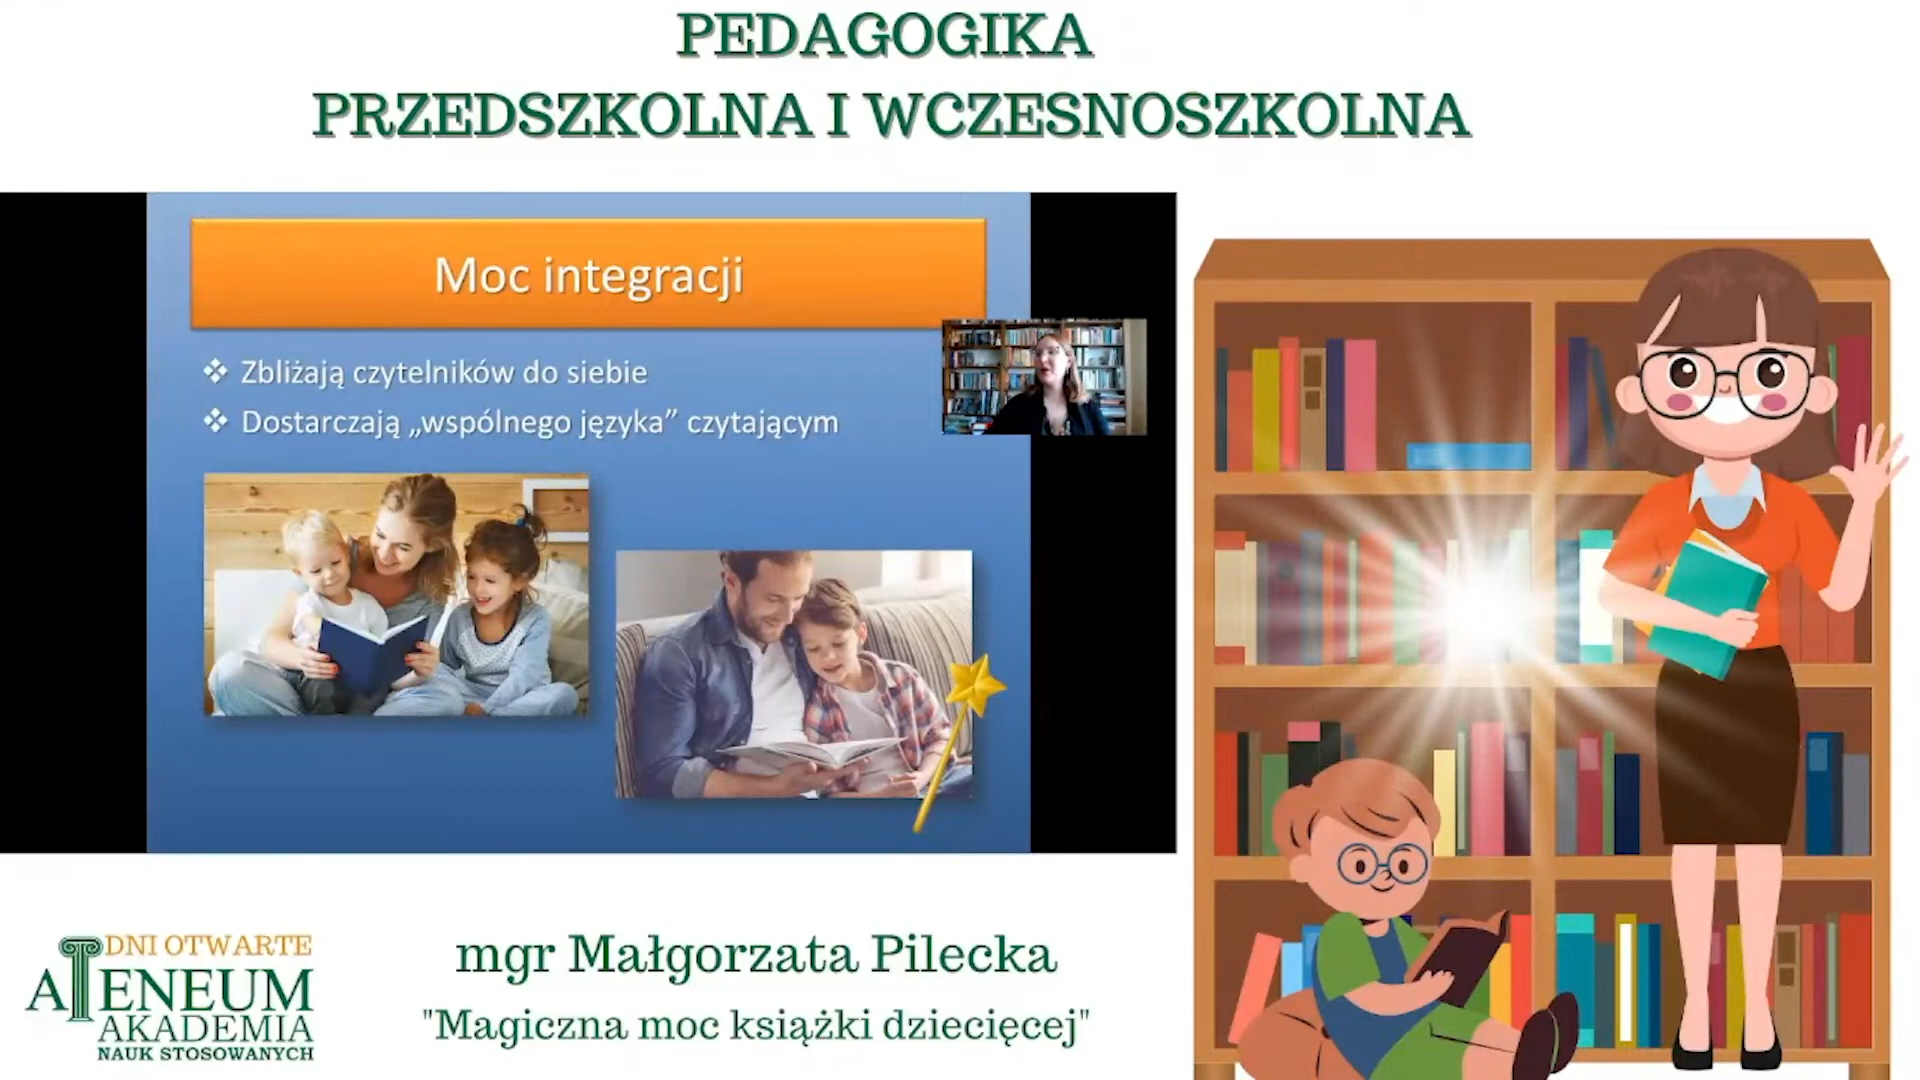 PEDAGOGIKA
PRZEDSZKOLNA I WCZESNOSZKOLNA
Moc integracji
Zbliżają czytelników do siebie
Dostarczają „wspólnego języka” czytającym
DNI OTWARTE
ATENEUM
AKADEMIA
NAUK STOSOWANYCH
mgr Małgorzata Pilecka
"Magiczna moc książki dziecięcej"